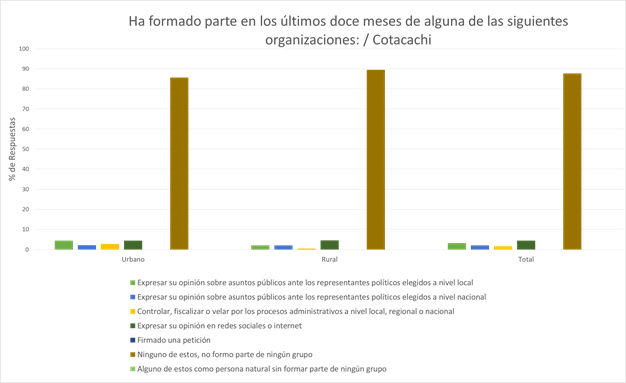 Ha formado parte en los últimos doce meses de alguna de las siguientes
organizaciones: / Cotacachi
100
90
80
70
60
50
40
30
20
10
0
% de Respuestas
Urbano Rural Total
Expresar su opinión sobre asuntos públicos ante los representantes políticos elegidos a nivel local
Expresar su opinión sobre asuntos públicos ante los representantes políticos elegidos a nivel nacional
Controlar, fiscalizar o velar por los procesos administrativos a nivel local, regional o nacional
Expresar su opinión en redes sociales o internet
Firmado una petición
Ninguno de estos, no formo parte de ningún grupo
Alguno de estos como persona natural sin formar parte de ningún grupo